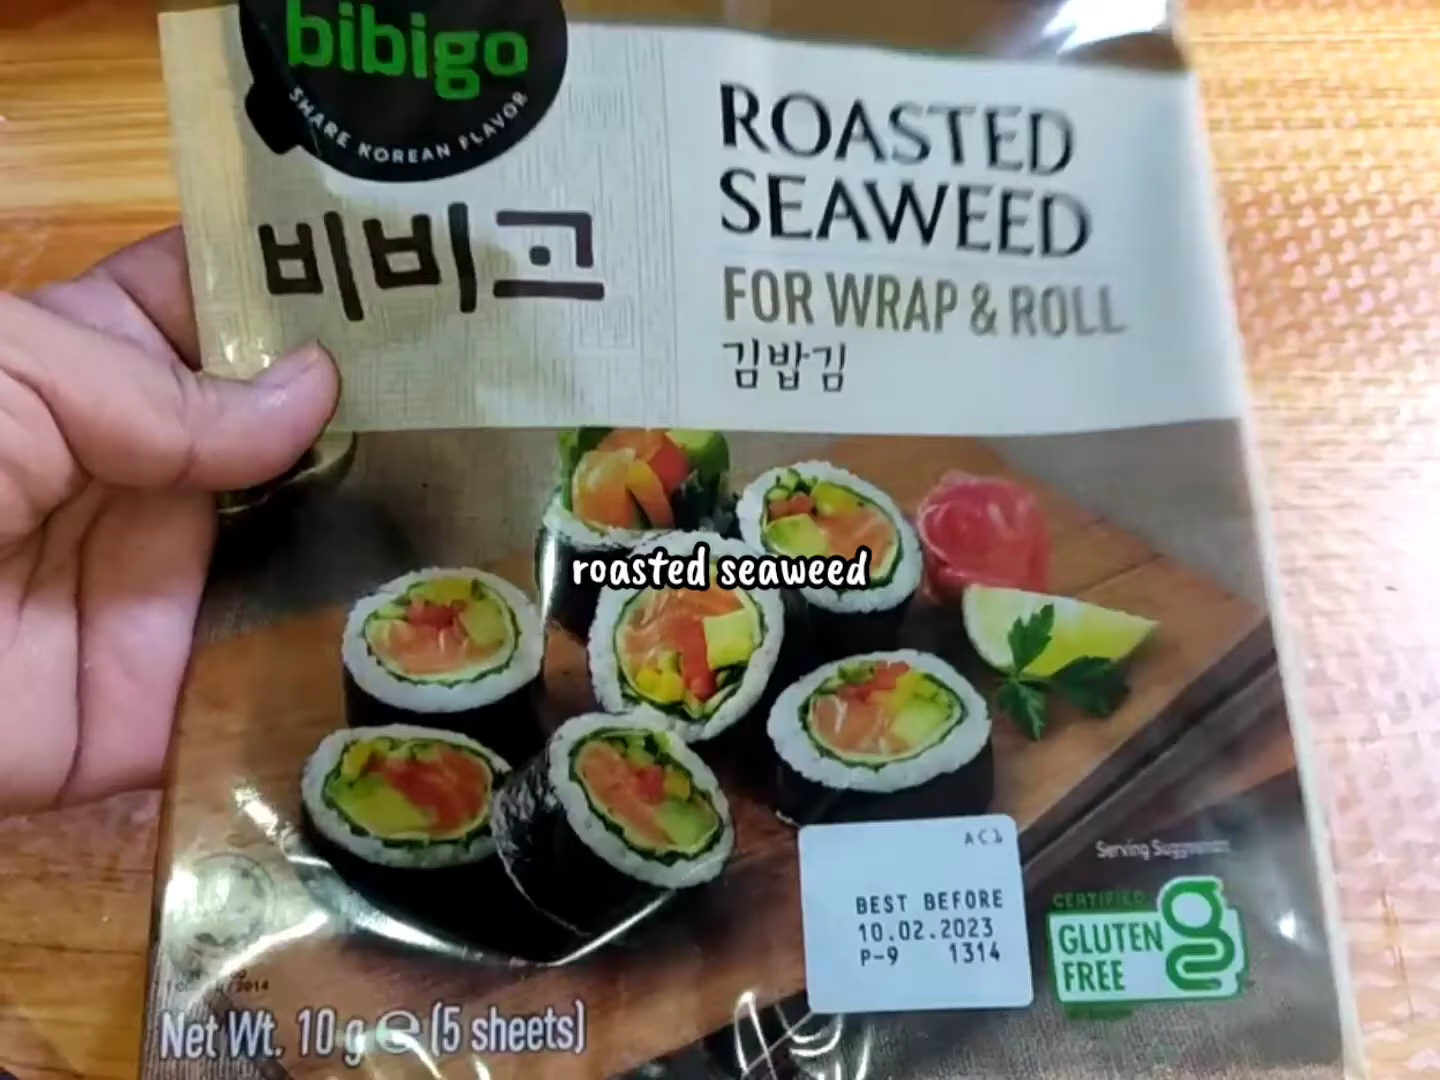 bibigo
SHARE KOREAN FLAVOR
비비고
ROASTED
SEAWEED
FOR WRAP & ROLL
김밥김
roasted seaweed
AC1
BEST BEFORE
10.02.2023
P-9 1314
Serving Suggestion
CERTIFIED
GLUTEN
FREE
Net Wt. 10 g ℮ (5 sheets)